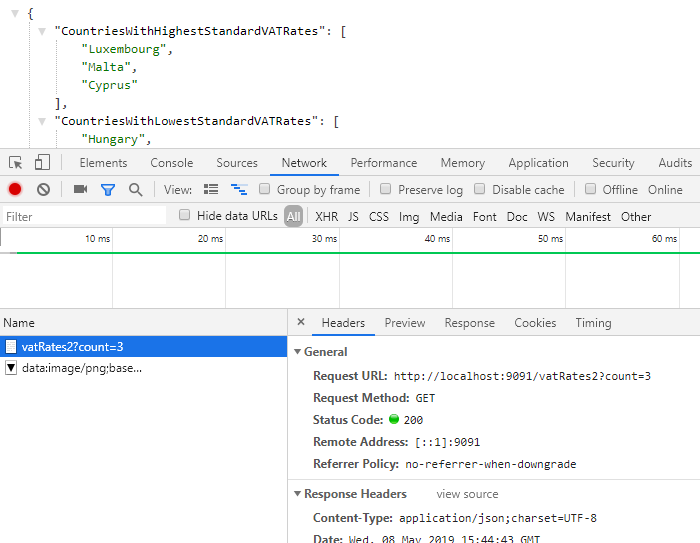 {
"CountriesWithHighestStandardVATRates": [
"Luxembourg",
"Malta",
"Cyprus"
],
"CountriesWithLowestStandardVATRates": [
"Hungary",
Elements Console Sources Network Performance Memory Application Security Audits
View: Group by frame Preserve log Disable cache Offline Online
Filter Hide data URLs All XHR JS CSS Img Media Font Doc WS Manifest Other
10 ms 20 ms 30 ms 40 ms 50 ms 60 ms
Name × Headers Preview Response Cookies Timing
vatRates2?count=3
data:image/png;base...
General
Request URL: http://localhost:9091/vatRates2?count=3
Request Method: GET
Status Code: 200
Remote Address: [::1]:9091
Referrer Policy: no-referrer-when-downgrade
Response Headers view source
Content-Type: application/json;charset=UTF-8
Date: Wed, 08 May 2019 15:44:43 GMT